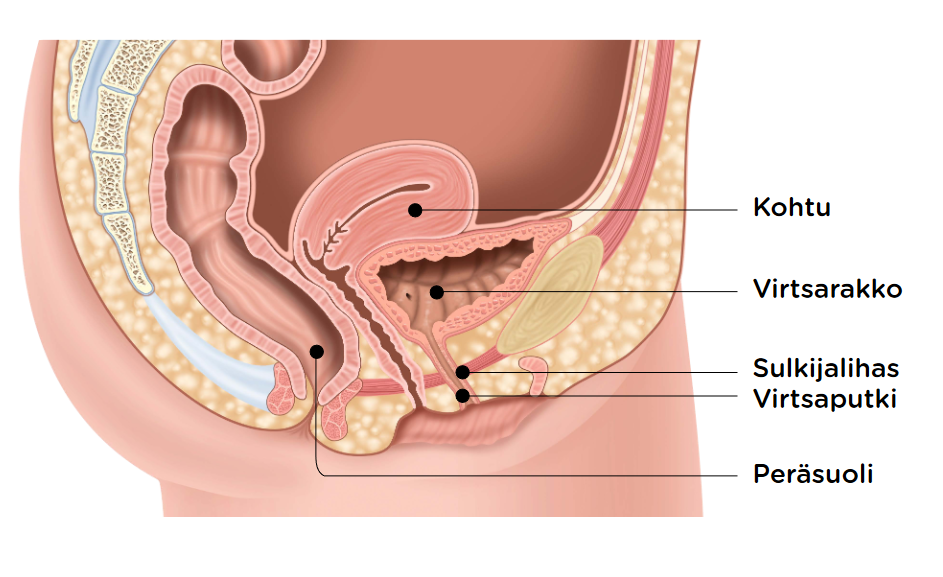 Kohtu
Virtsarakko
Sulkijalihas
Virtsaputki
Peräsuoli